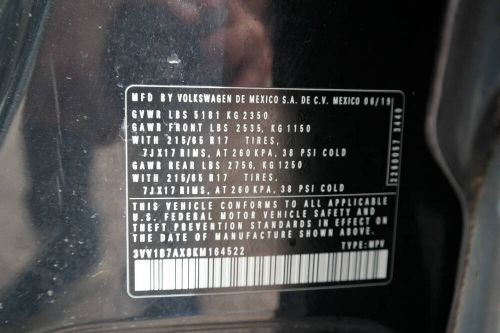 MFD BY VOLKSWAGEN DE MEXICO S.A. DE C.V. MEXICO 06/19
GVWR LBS 5181 KG 2350
GAWR FRONT LBS 2535, KG 1150
WITH 215/65 R17 TIRES,
7JX17 RIMS, AT 260 KPA, 38 PSI COLD
GAWR REAR LBS 2756, KG 1250
WITH 215/65 R17 TIRES,
7JX17 RIMS, AT 260 KPA, 38 PSI COLD
THIS VEHICLE CONFORMS TO ALL APPLICABLE
U.S. FEDERAL MOTOR VEHICLE SAFETY AND
THEFT PREVENTION STANDARDS IN EFFECT ON
THE DATE OF MANUFACTURE SHOWN ABOVE
3VV1B7AX8KM164522 TYPE: MPV
3440